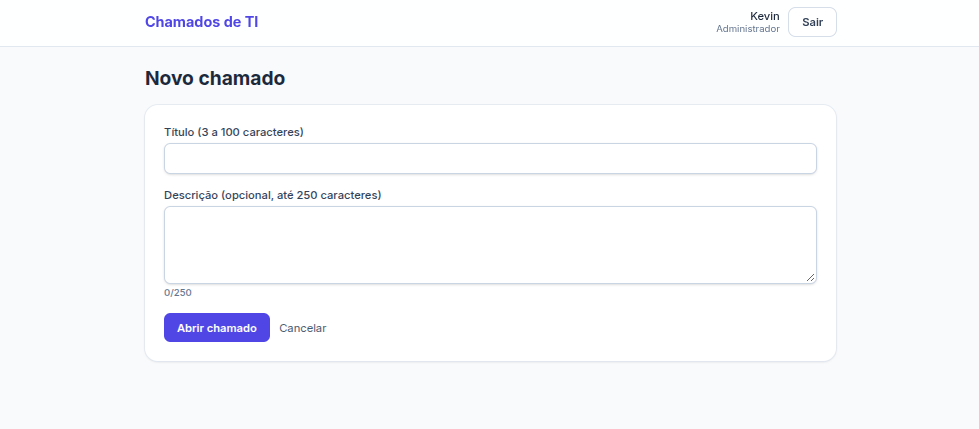 Chamados de TI
Kevin
Administrador
Sair
Novo chamado
Título (3 a 100 caracteres)
Descrição (opcional, até 250 caracteres)
0/250
Abrir chamado
Cancelar